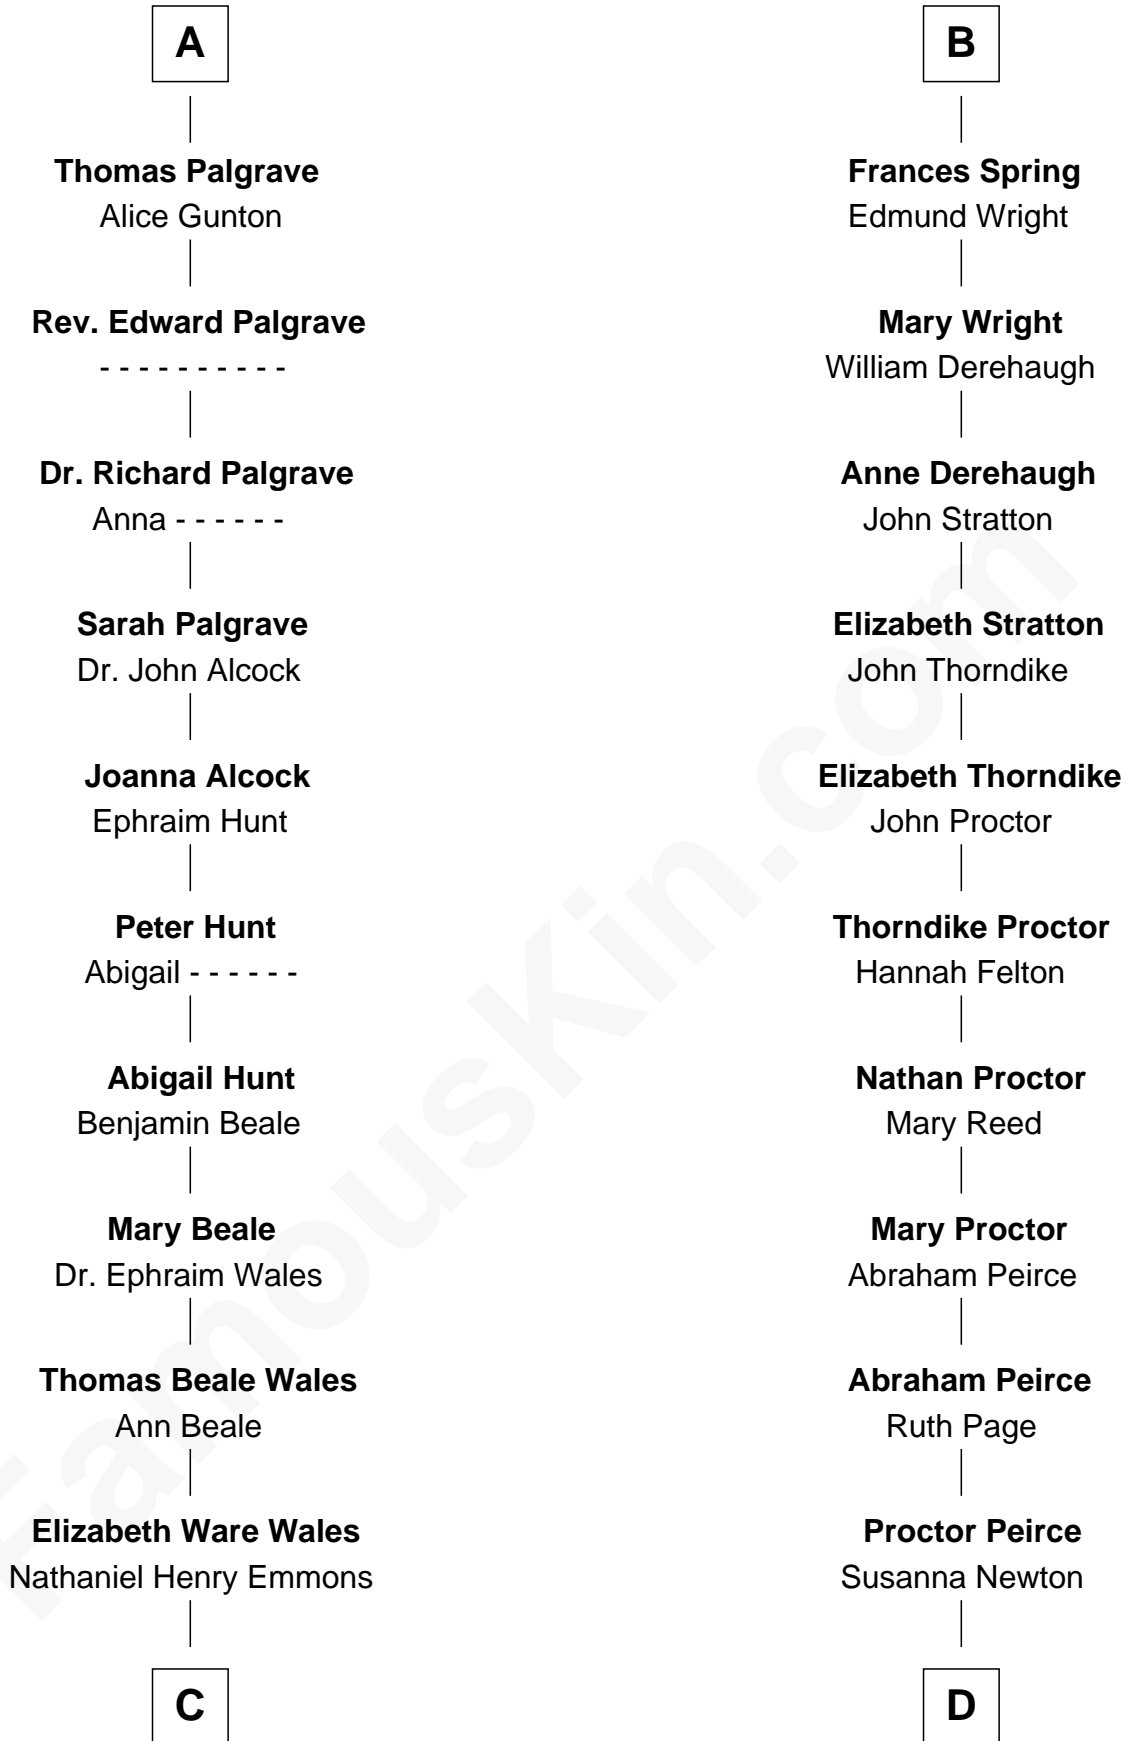 A
Thomas Palgrave
Alice Gunton
Rev. Edward Palgrave
- - - - - - - - - -
Dr. Richard Palgrave
Anna - - - - - -
Sarah Palgrave
Dr. John Alcock
Joanna Alcock
Ephraim Hunt
Peter Hunt
Abigail - - - - - -
Abigail Hunt
Benjamin Beale
Mary Beale
Dr. Ephraim Wales
Thomas Beale Wales
Ann Beale
Elizabeth Ware Wales
Nathaniel Henry Emmons
C
B
Frances Spring
Edmund Wright
Mary Wright
William Derehaugh
Anne Derehaugh
John Stratton
Elizabeth Stratton
John Thorndike
Elizabeth Thorndike
John Proctor
Thorndike Proctor
Hannah Felton
Nathan Proctor
Mary Reed
Mary Proctor
Abraham Peirce
Abraham Peirce
Ruth Page
Proctor Peirce
Susanna Newton
D
FamousKin.com